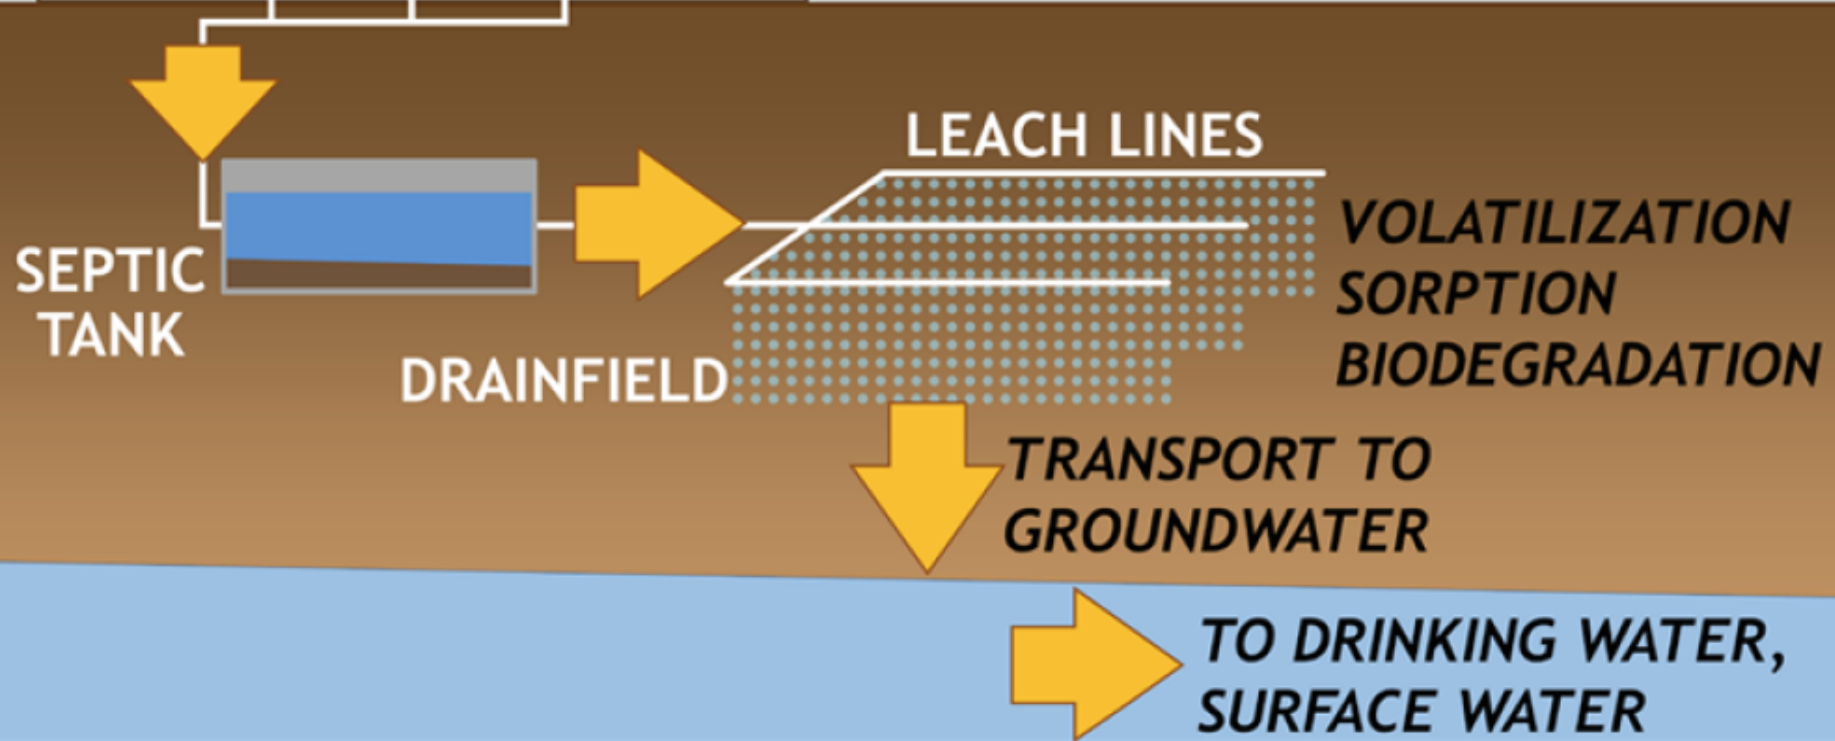 LEACH LINES
VOLATILIZATION
SORPTION
BIODEGRADATION
SEPTIC
TANK
DRAINFIELD
TRANSPORT TO
GROUNDWATER
TO DRINKING WATER,
SURFACE WATER